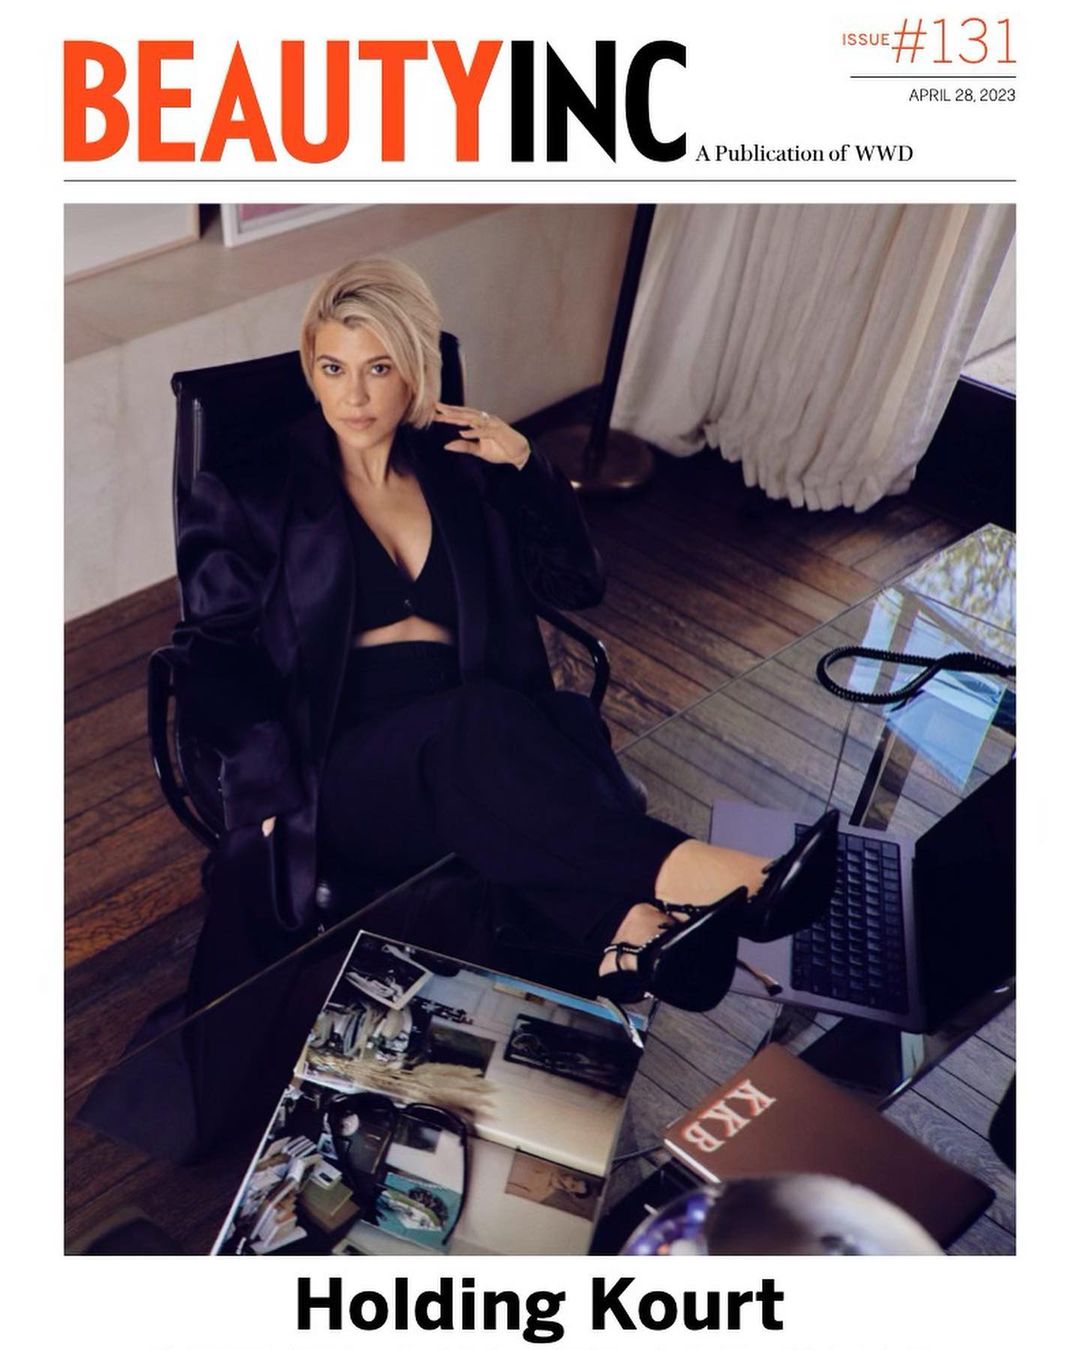 ISSUE #131
APRIL 28, 2023
BEAUTYINC A Publication of WWD
KKB
Holding Kourt